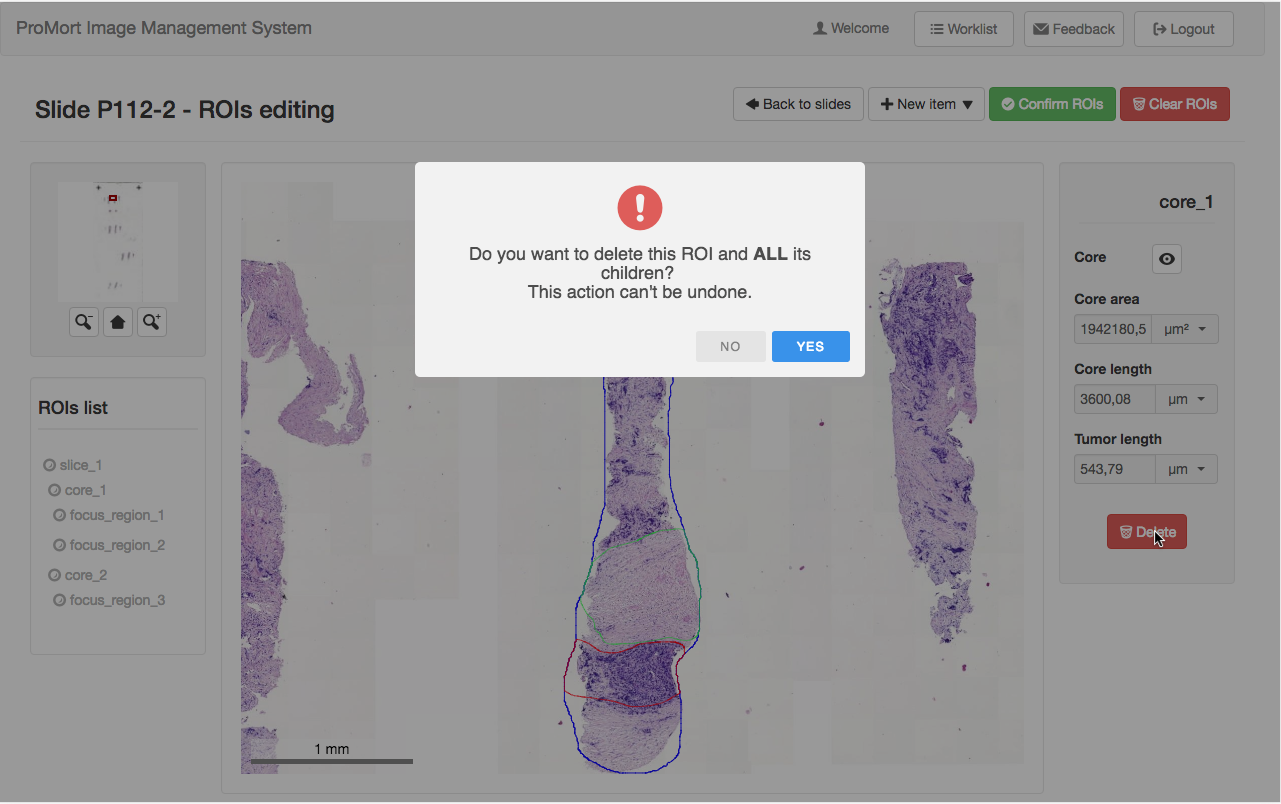 ProMort Image Management System
Welcome
Worklist
Feedback
Logout
Slide P112-2 - ROIs editing
Back to slides
New item
Confirm ROIs
Clear ROIs
Do you want to delete this ROI and ALL its
children?
This action can't be undone.
NO
YES
ROIs list
slice_1
core_1
focus_region_1
focus_region_2
core_2
focus_region_3
1 mm
core_1
Core
Core area
1942180,5 µm²
Core length
3600,08 µm
Tumor length
543,79 µm
Delete